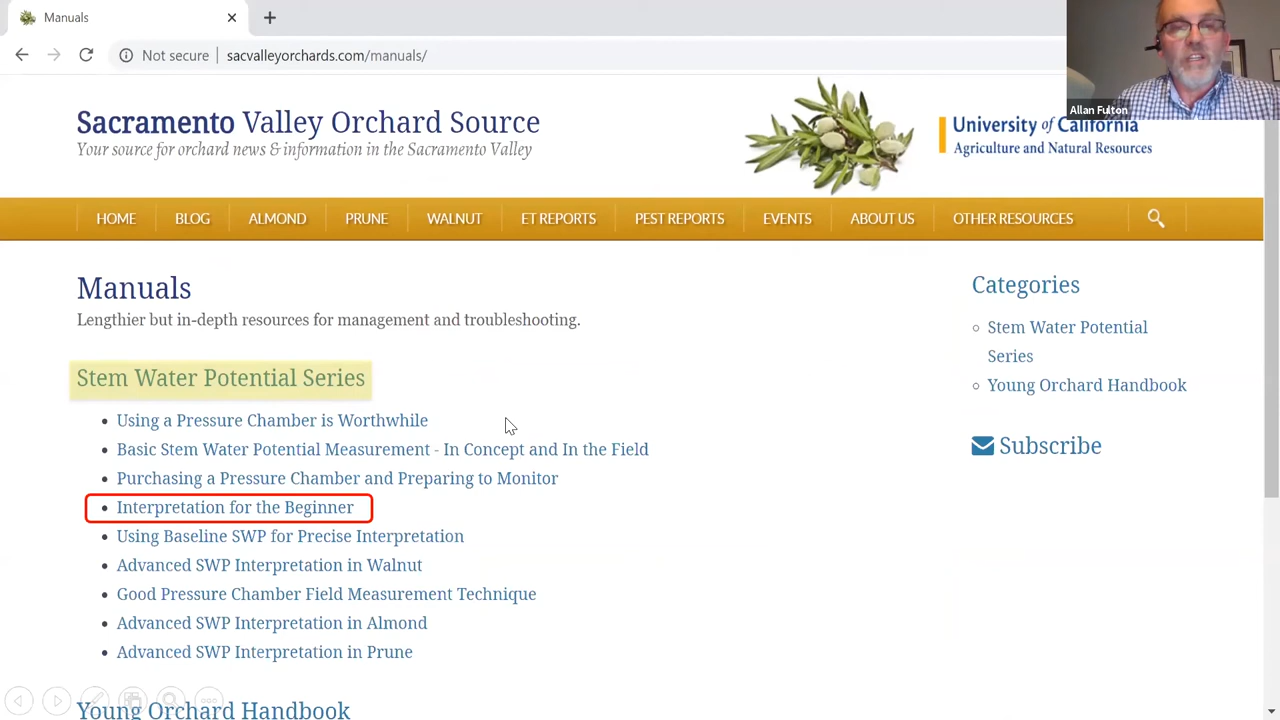 Manuals
Not secure
sacvalleyorchards.com/manuals/
Allan Fulton
Sacramento Valley Orchard Source
Your source for orchard news & information in the Sacramento Valley
University of California
Agriculture and Natural Resources
HOME
BLOG
ALMOND
PRUNE
WALNUT
ET REPORTS
PEST REPORTS
EVENTS
ABOUT US
OTHER RESOURCES
Manuals
Lengthier but in-depth resources for management and troubleshooting.
Stem Water Potential Series
Using a Pressure Chamber is Worthwhile
Basic Stem Water Potential Measurement - In Concept and In the Field
Purchasing a Pressure Chamber and Preparing to Monitor
Interpretation for the Beginner
Using Baseline SWP for Precise Interpretation
Advanced SWP Interpretation in Walnut
Good Pressure Chamber Field Measurement Technique
Advanced SWP Interpretation in Almond
Advanced SWP Interpretation in Prune
Young Orchard Handbook
Categories
Stem Water Potential
Series
Young Orchard Handbook
Subscribe